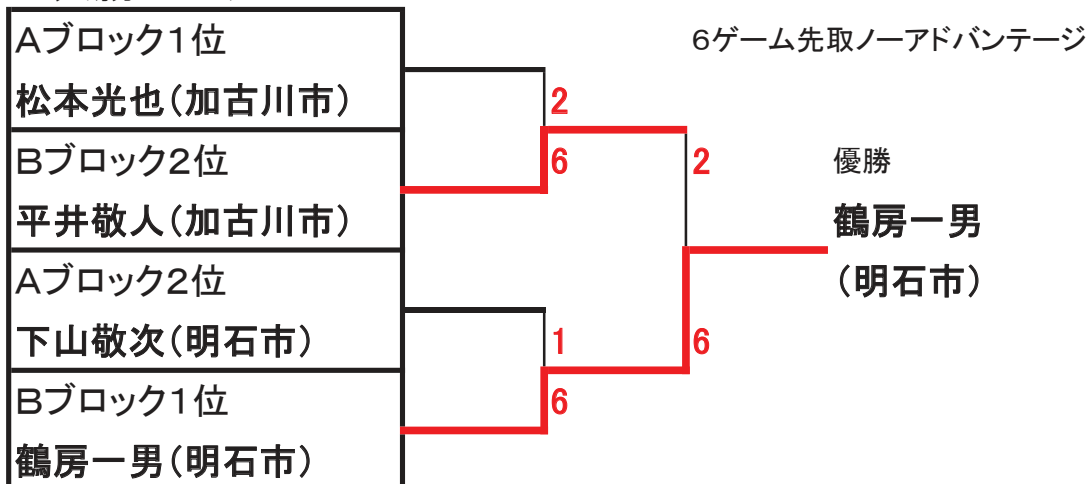 Aブロック1位
松本光也(加古川市)
Bブロック2位
平井敬人(加古川市)
Aブロック2位
下山敬次(明石市)
Bブロック1位
鶴房一男(明石市)
6ゲーム先取ノーアドバンテージ
2
6
1
6
2
6
優勝
鶴房一男
(明石市)